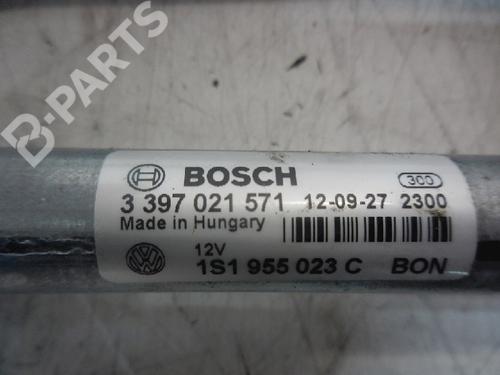 B-PARTS
BOSCH
300
3 397 021 571 12-09-27 2300
Made in Hungary
12V
1S1 955 023 C BON
B-PARTS